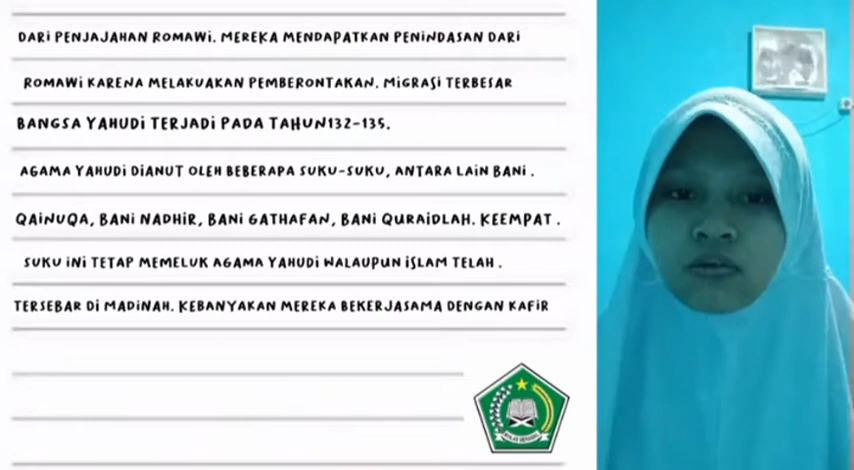 DARI PENJAJAHAN ROMAWI. MEREKA MENDAPATKAN PENINDASAN DARI
ROMAWI KARENA MELAKUAKAN PEMBERONTAKAN. MIGRASI TERBESAR
BANGSA YAHUDI TERJADI PADA TAHUN132-135.
AGAMA YAHUDI DIANUT OLEH BEBERAPA SUKU-SUKU, ANTARA LAIN BANI .
QAINUQA, BANI NADHIR, BANI GATHAFAN, BANI QURAIDLAH. KEEMPAT .
SUKU INI TETAP MEMELUK AGAMA YAHUDI WALAUPUN ISLAM TELAH .
TERSEBAR DI MADINAH. KEBANYAKAN MEREKA BEKERJASAMA DENGAN KAFIR
IKHLAS BERAMAL